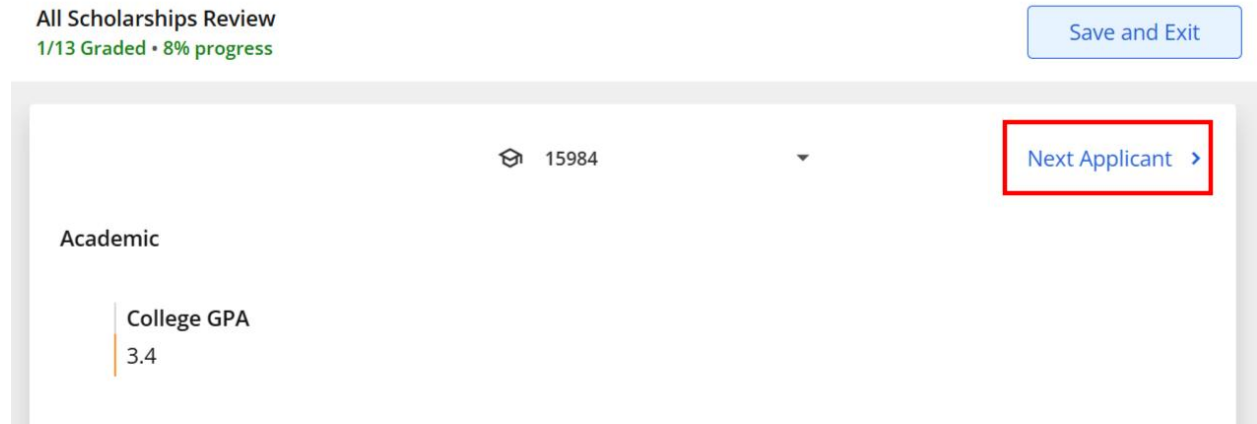 All Scholarships Review
1/13 Graded • 8% progress
Save and Exit
15984
Next Applicant >
Academic
College GPA
3.4